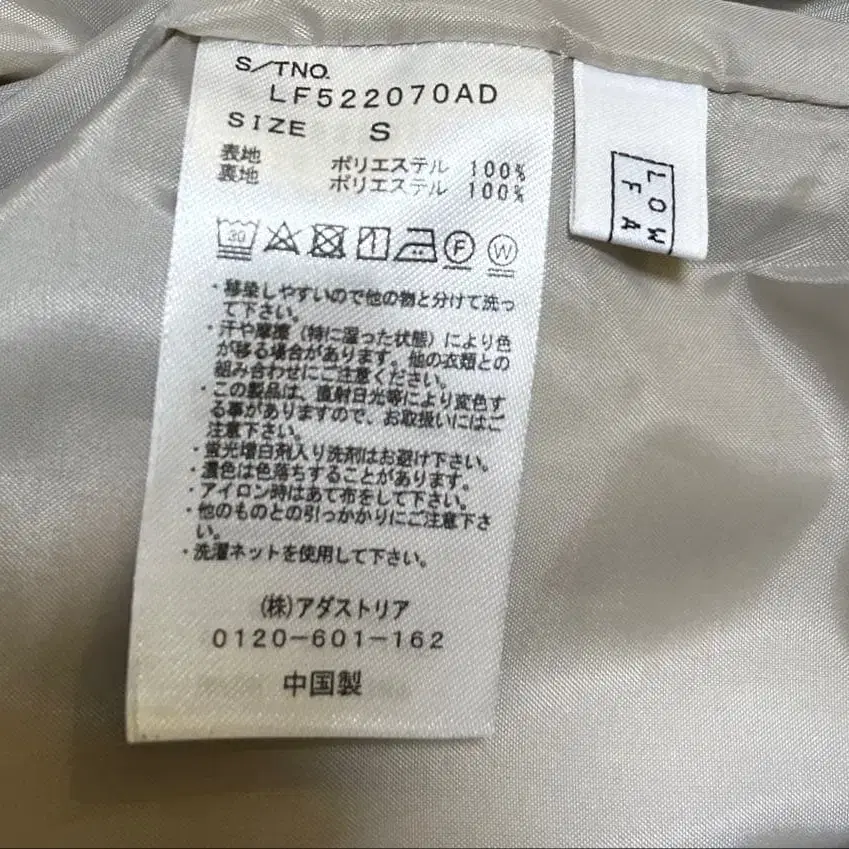 S/TNO.
LF522070AD
SIZE S
表地 ポリエステル 100%
裏地 ポリエステル 100%
30
F
W
・移染しやすいので他の物と分けて洗っ
て下さい。
・汗や摩擦(特に湿った状態)により色
が移る場合があります。他の衣類との
組み合わせにご注意ください。
・この製品は、直射日光等により変色す
る事がありますので、お取扱いにはご
注意下さい。
・蛍光増白剤入り洗剤はお避け下さい。
・濃色は色落ちすることがあります。
・アイロン時はあて布をして下さい。
・他のものとの引っかかりにご注意下さ
い。
・洗濯ネットを使用して下さい。
(株)アダストリア
0120-601-162
中国製
LOW
FA